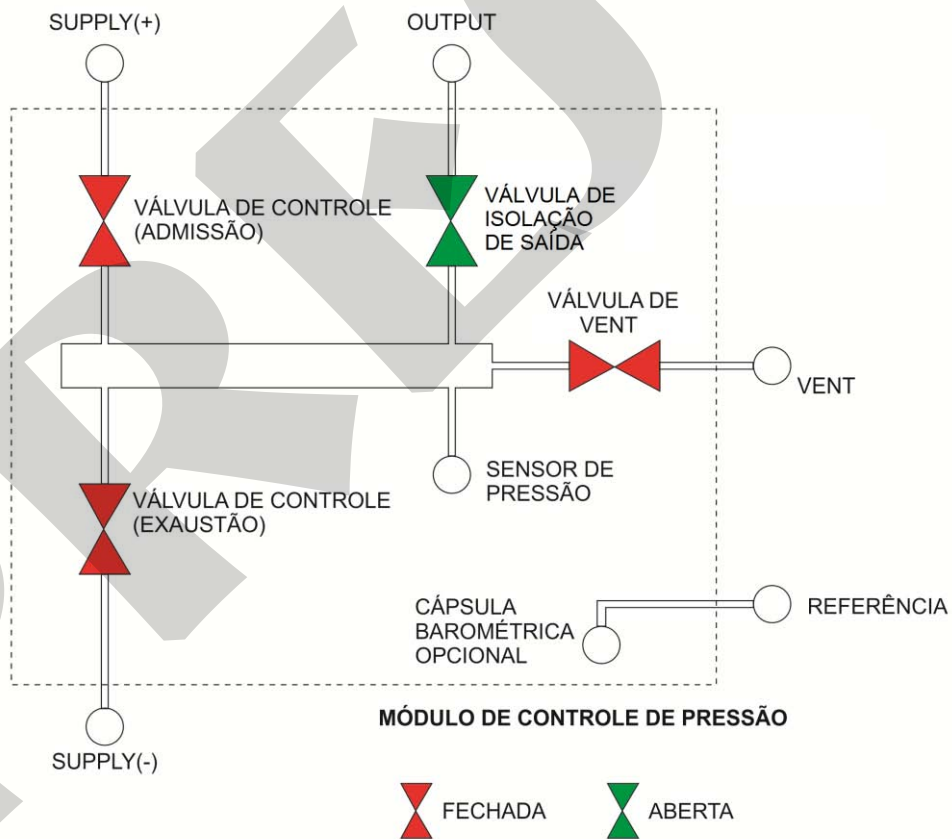 SUPPLY(+)
OUTPUT
VÁLVULA DE CONTROLE
(ADMISSÃO)
VÁLVULA DE
ISOLAÇÃO
DE SAÍDA
VÁLVULA DE
VENT
VENT
SENSOR DE
PRESSÃO
VÁLVULA DE CONTROLE
(EXAUSTÃO)
CÁPSULA
BAROMÉTRICA
OPCIONAL
REFERÊNCIA
MÓDULO DE CONTROLE DE PRESSÃO
SUPPLY(-)
FECHADA
ABERTA